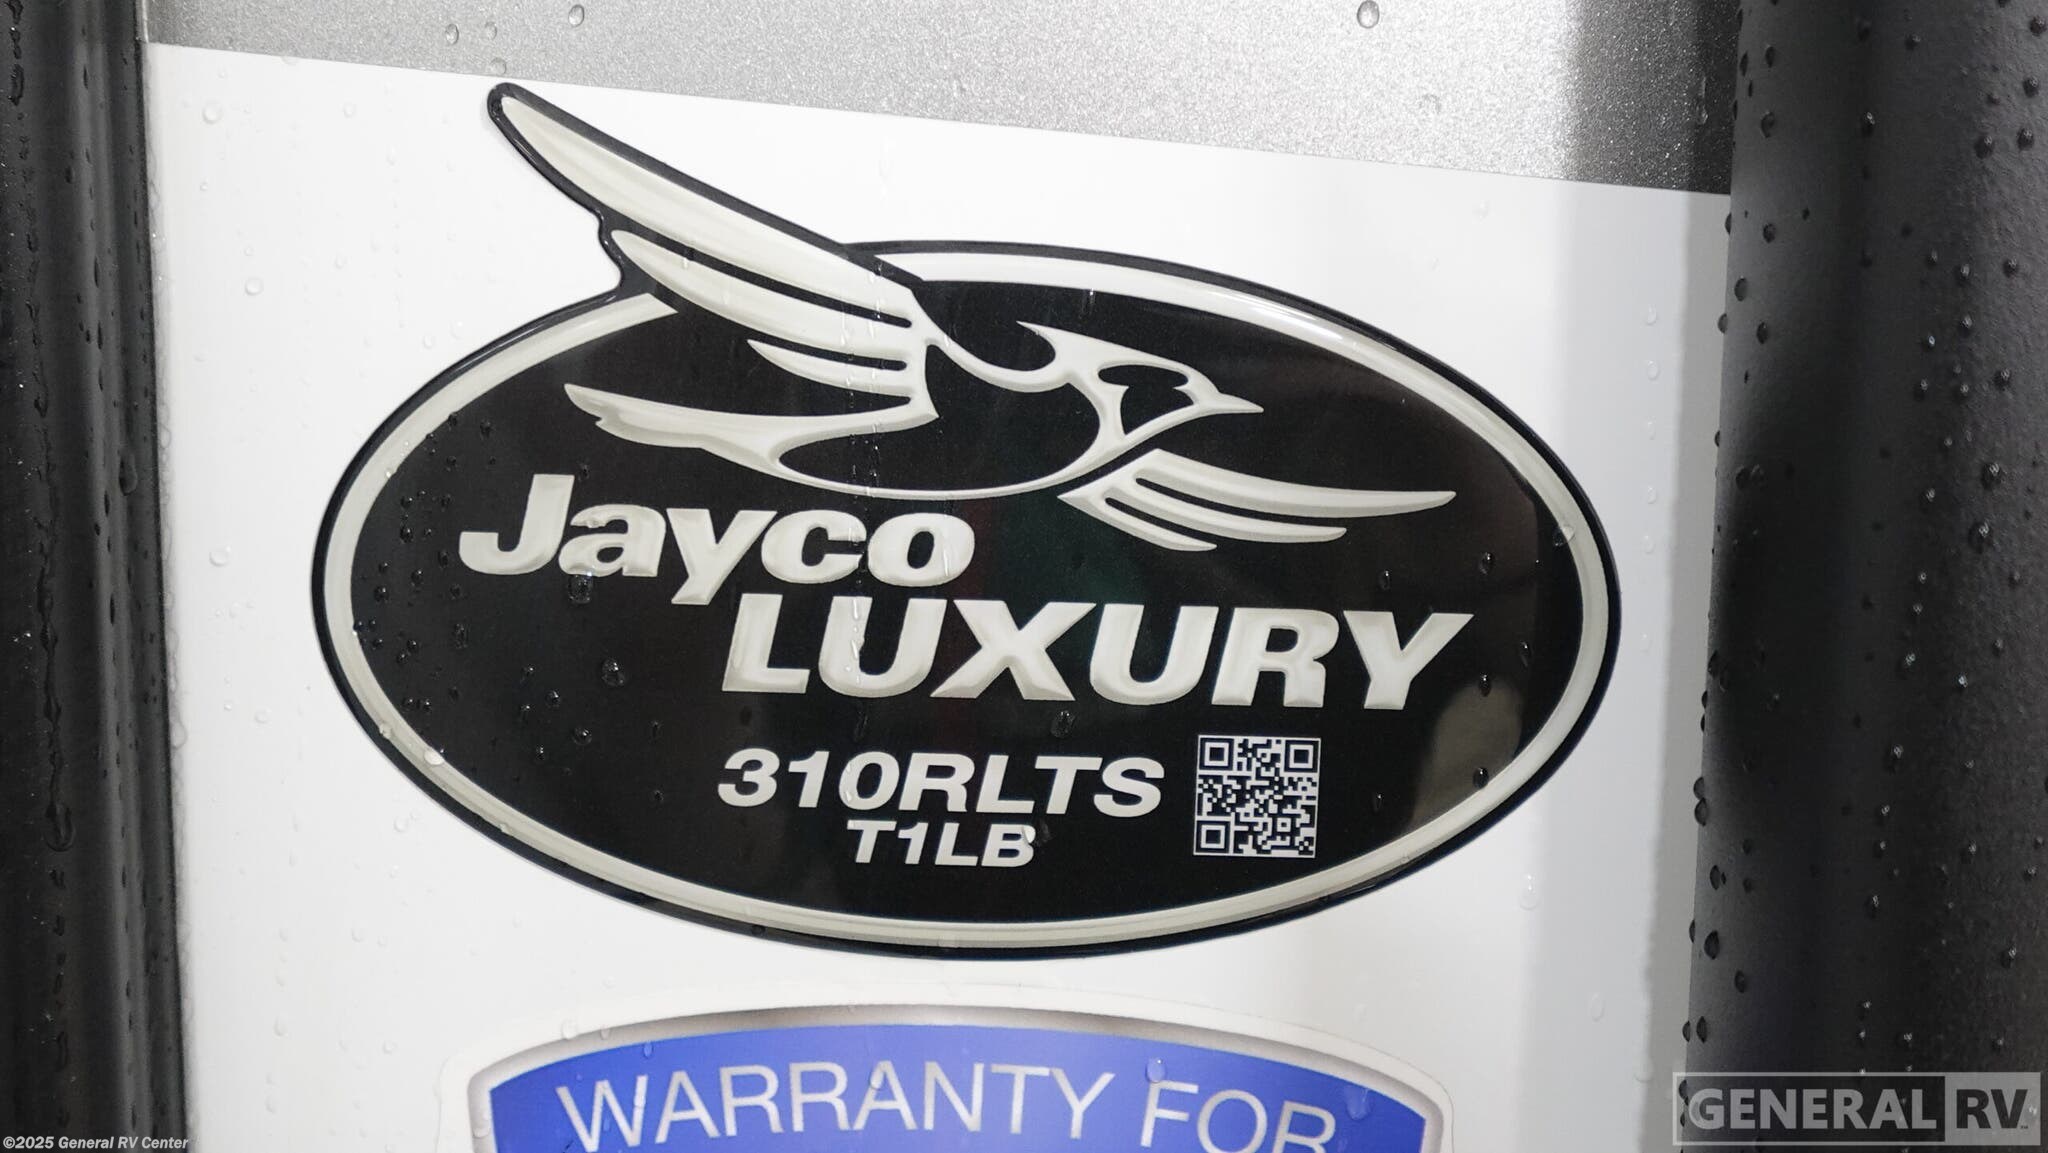 Jayco
LUXURY
310RLTS
T1LB
WARRANTY FOR
GENERAL RV
©2025 General RV Center